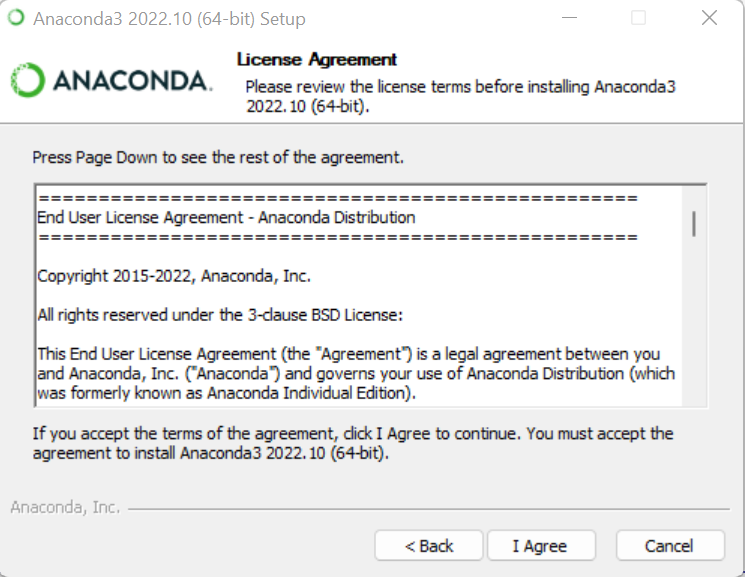 Anaconda3 2022.10 (64-bit) Setup
ANACONDA.
License Agreement
Please review the license terms before installing Anaconda3
2022.10 (64-bit).
Press Page Down to see the rest of the agreement.
==================================================
End User License Agreement - Anaconda Distribution
==================================================
Copyright 2015-2022, Anaconda, Inc.
All rights reserved under the 3-clause BSD License:
This End User License Agreement (the "Agreement") is a legal agreement between you
and Anaconda, Inc. ("Anaconda") and governs your use of Anaconda Distribution (which
was formerly known as Anaconda Individual Edition).
If you accept the terms of the agreement, click I Agree to continue. You must accept the
agreement to install Anaconda3 2022.10 (64-bit).
Anaconda, Inc.
< Back
I Agree
Cancel